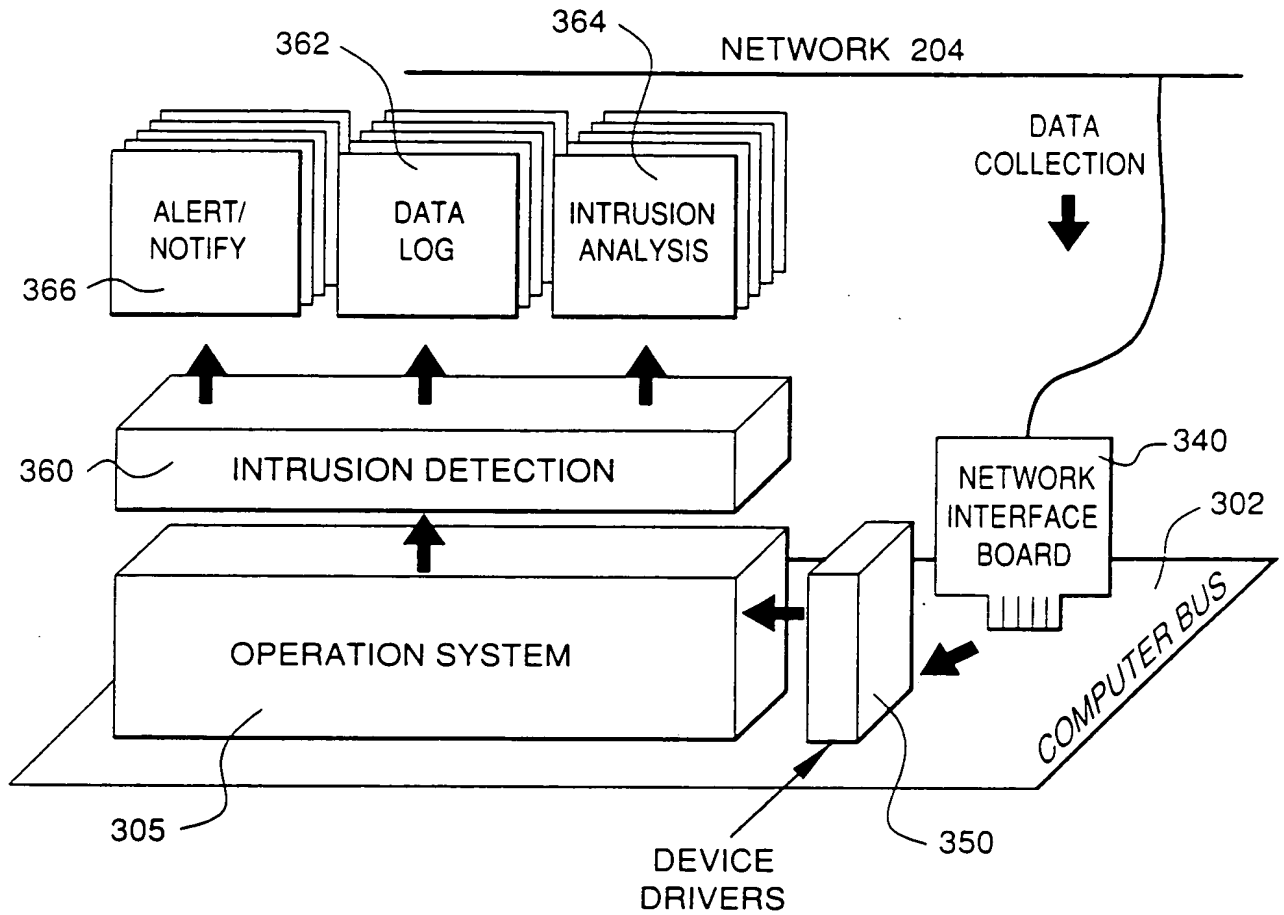 362
364
NETWORK 204
DATA
COLLECTION
ALERT/
NOTIFY
DATA
LOG
INTRUSION
ANALYSIS
366
360
INTRUSION DETECTION
340
NETWORK
INTERFACE
BOARD
302
OPERATION SYSTEM
COMPUTER BUS
305
350
DEVICE
DRIVERS